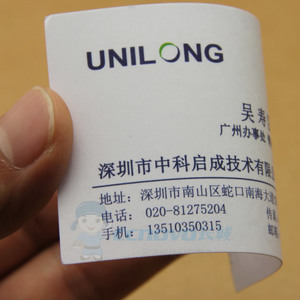 UNILONG
吴寿
广州办事处
深圳市中科启成技术有限
地址：深圳市南山区蛇口南海大道
电话： 020-81275204
手机：13510350315